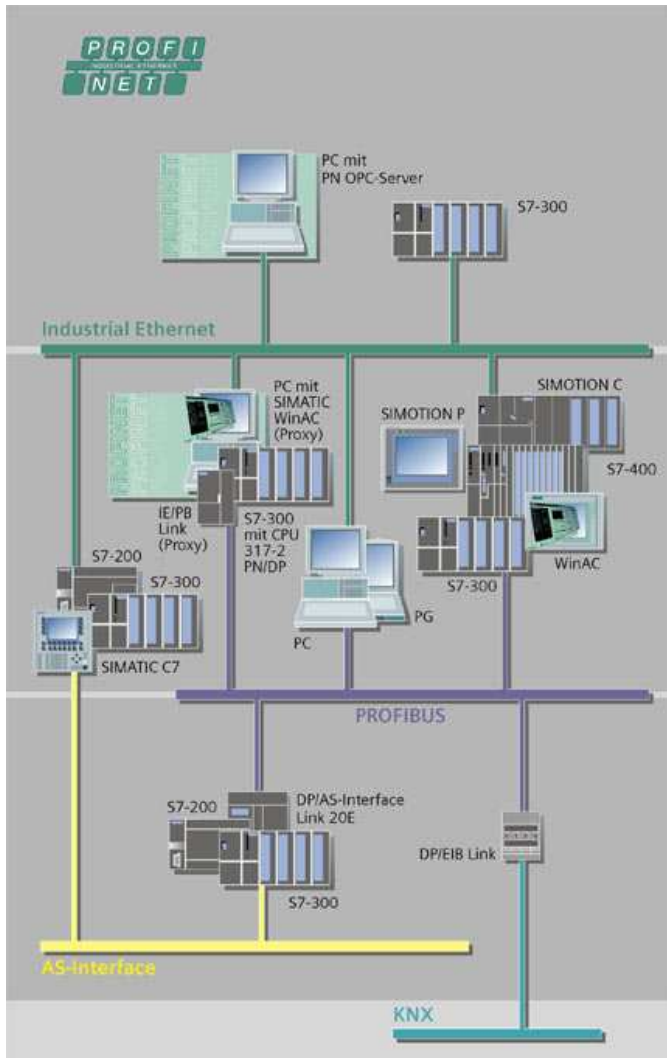 PROFI
INDUSTRIAL ETHERNET
NET
PC mit
PN OPC-Server
S7-300
Industrial Ethernet
PC mit
SIMATIC
WinAC
(Proxy)
SIMOTION C
SIMOTION P
S7-400
IE/PB
Link
(Proxy)
S7-300
mit CPU
317-2
PN/DP
WinAC
S7-300
S7-200
S7-300
SIMATIC C7
PC
PG
PROFIBUS
S7-200
DP/AS-Interface
Link 20E
S7-300
DP/EIB Link
AS-Interface
KNX